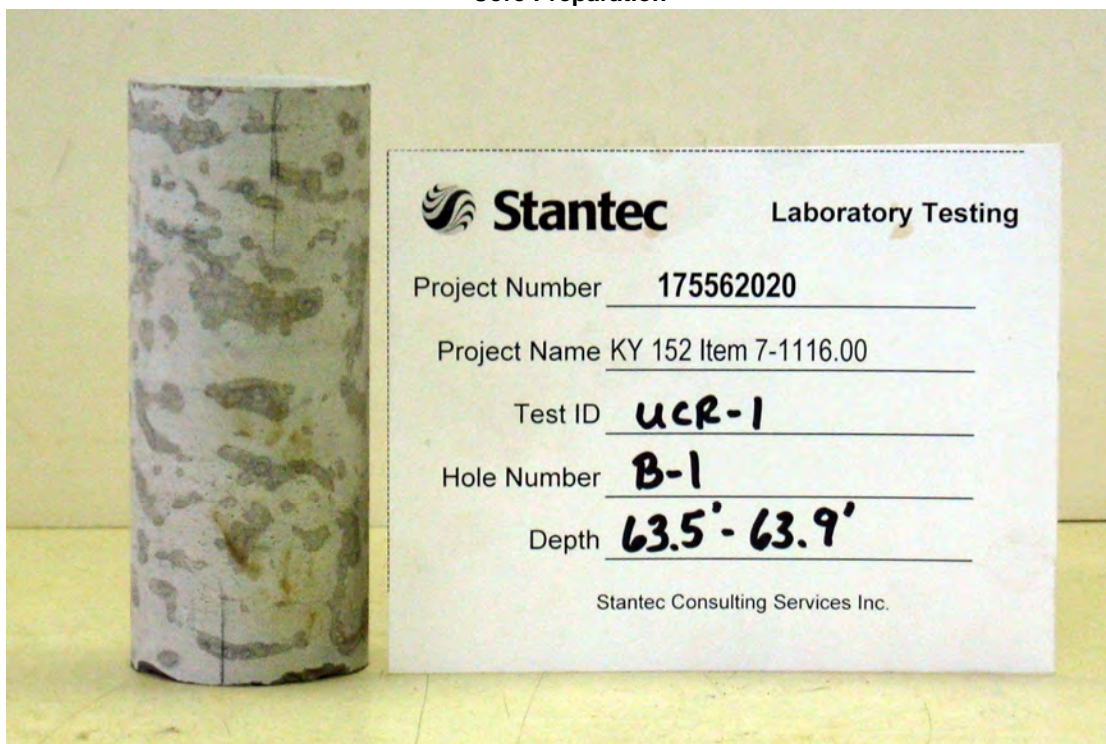 Core Preparation
Stantec Laboratory Testing
Project Number 175562020
Project Name KY 152 Item 7-1116.00
Test ID UCR-1
Hole Number B-1
Depth 63.5'- 63.9'
Stantec Consulting Services Inc.